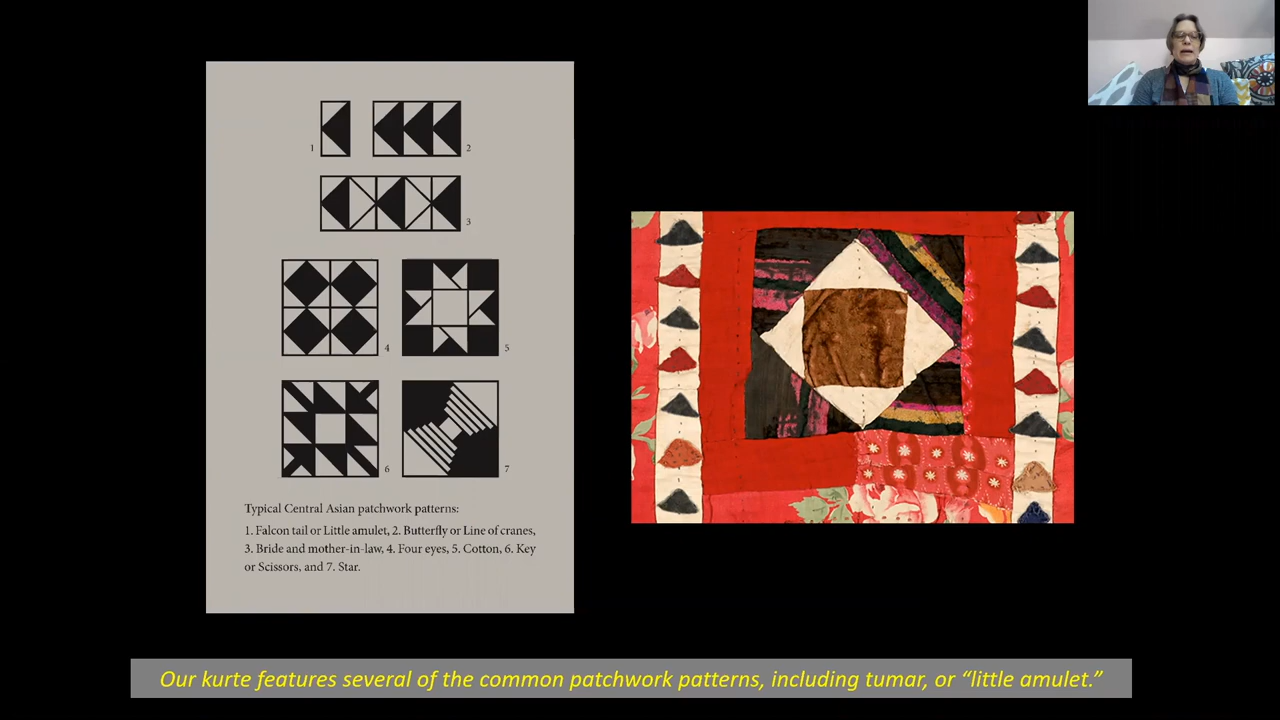 1
2
3
4
5
6
7
Typical Central Asian patchwork patterns:
1. Falcon tail or Little amulet, 2. Butterfly or Line of cranes,
3. Bride and mother-in-law, 4. Four eyes, 5. Cotton, 6. Key
or Scissors, and 7. Star.
Our kurte features several of the common patchwork patterns, including tumar, or “little amulet.”